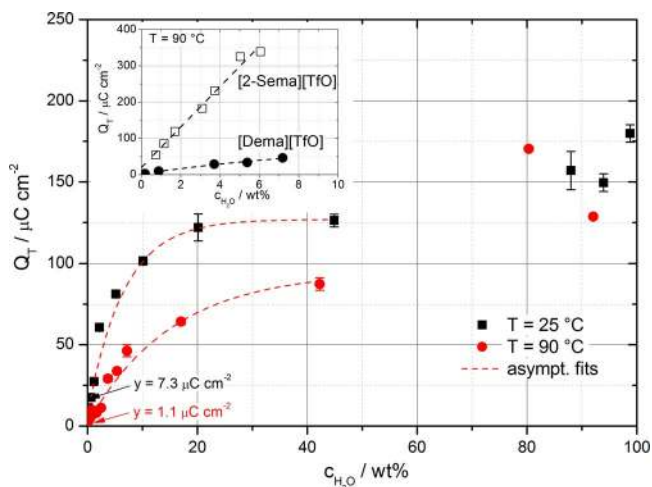 T = 90 °C
400
300
200
100
0
Q_T / μC cm⁻²
[2-Sema][TfO]
[Dema][TfO]
0 2 4 6 8 10
c_H₂O / wt%
250
200
150
100
75
50
25
0
Q_T / μC cm⁻²
T = 25 °C
T = 90 °C
asympt. fits
y = 7.3 μC cm⁻²
y = 1.1 μC cm⁻²
0 20 40 60 80 100
c_H₂O / wt%